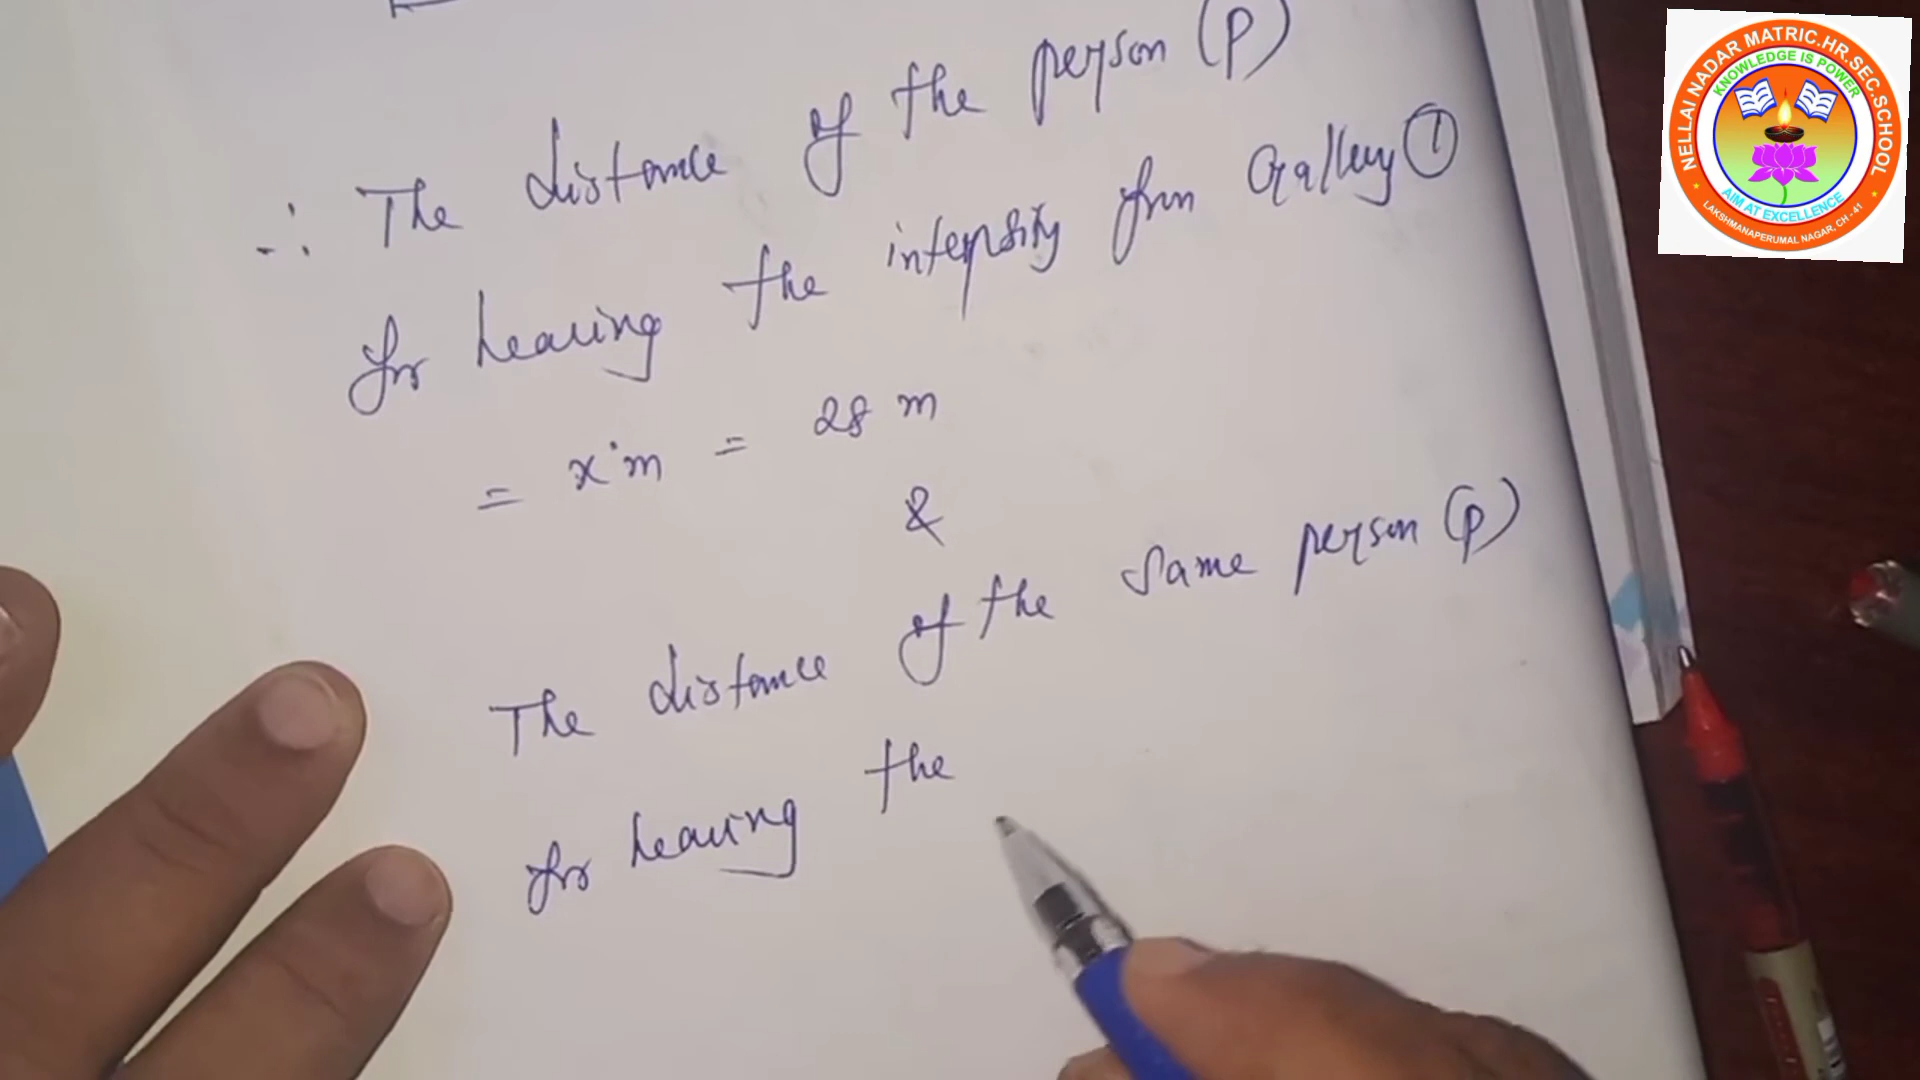 ∴ The distance of the person (P)
for hearing the intensity from Gallery ①
= x m = 28 m
&
The distance of the same person (P)
for hearing the
NELLAI NADAR MATRIC.HR.SEC.SCHOOL
KNOWLEDGE IS POWER
AIM AT EXCELLENCE
LAKSHMANAPERUMAL NAGAR, CH - 41